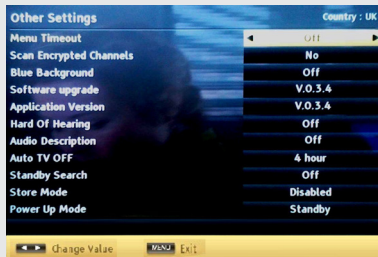 Other Settings Country : UK
Menu Timeout Off
Scan Encrypted Channels No
Blue Background Off
Software upgrade V.0.3.4
Application Version V.0.3.4
Hard Of Hearing Off
Audio Description Off
Auto TV OFF 4 hour
Standby Search Off
Store Mode Disabled
Power Up Mode Standby
Change Value MENU Exit